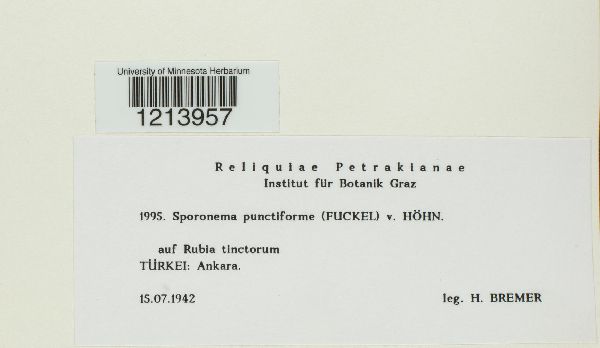 University of Minnesota Herbarium
1213957
Reliquiae Petrakianae
Institut für Botanik Graz
1995. Sporonema punctiforme (FUCKEL) v. HÖHN.
auf Rubia tinctorum
TÜRKEI: Ankara.
15.07.1942 leg. H. BREMER